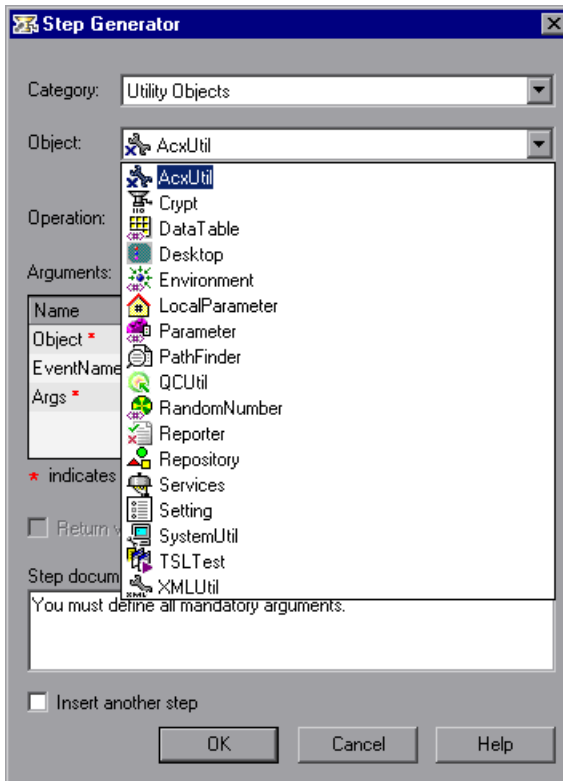 Step Generator
Category: Utility Objects
Object: AcxUtil
AcxUtil
Crypt
DataTable
Desktop
Operation:
Environment
Arguments:
LocalParameter
Name
Parameter
Object *
PathFinder
EventName
QCUtil
Args *
RandomNumber
Reporter
Repository
* indicates
Services
Setting
Return v
SystemUtil
TSLTest
Step docum
XMLUtil
You must define all mandatory arguments.
Insert another step
OK Cancel Help